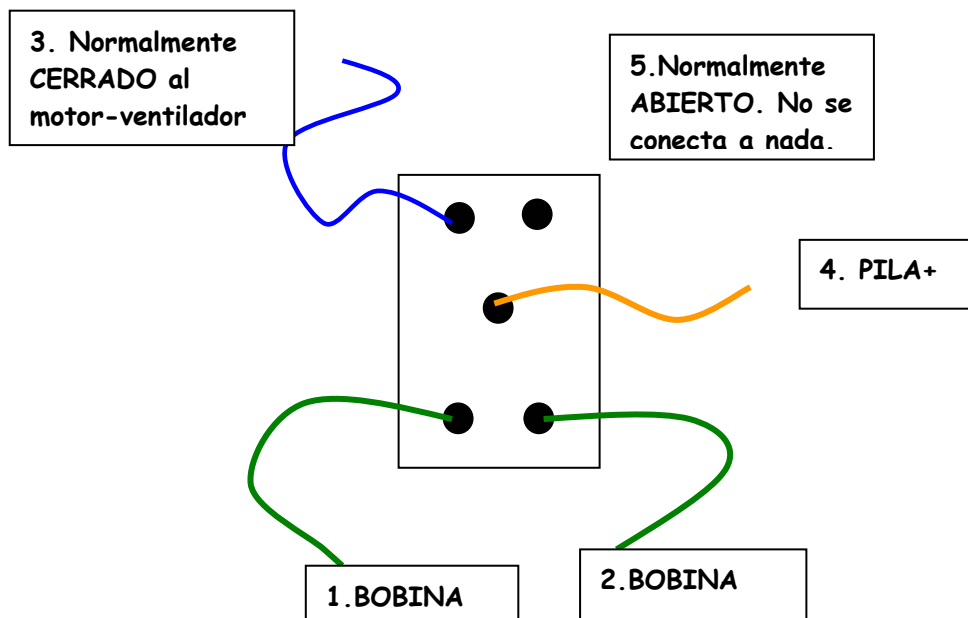 3. Normalmente
CERRADO al
motor-ventilador
5.Normalmente
ABIERTO. No se
conecta a nada.
4. PILA+
1.BOBINA
2.BOBINA